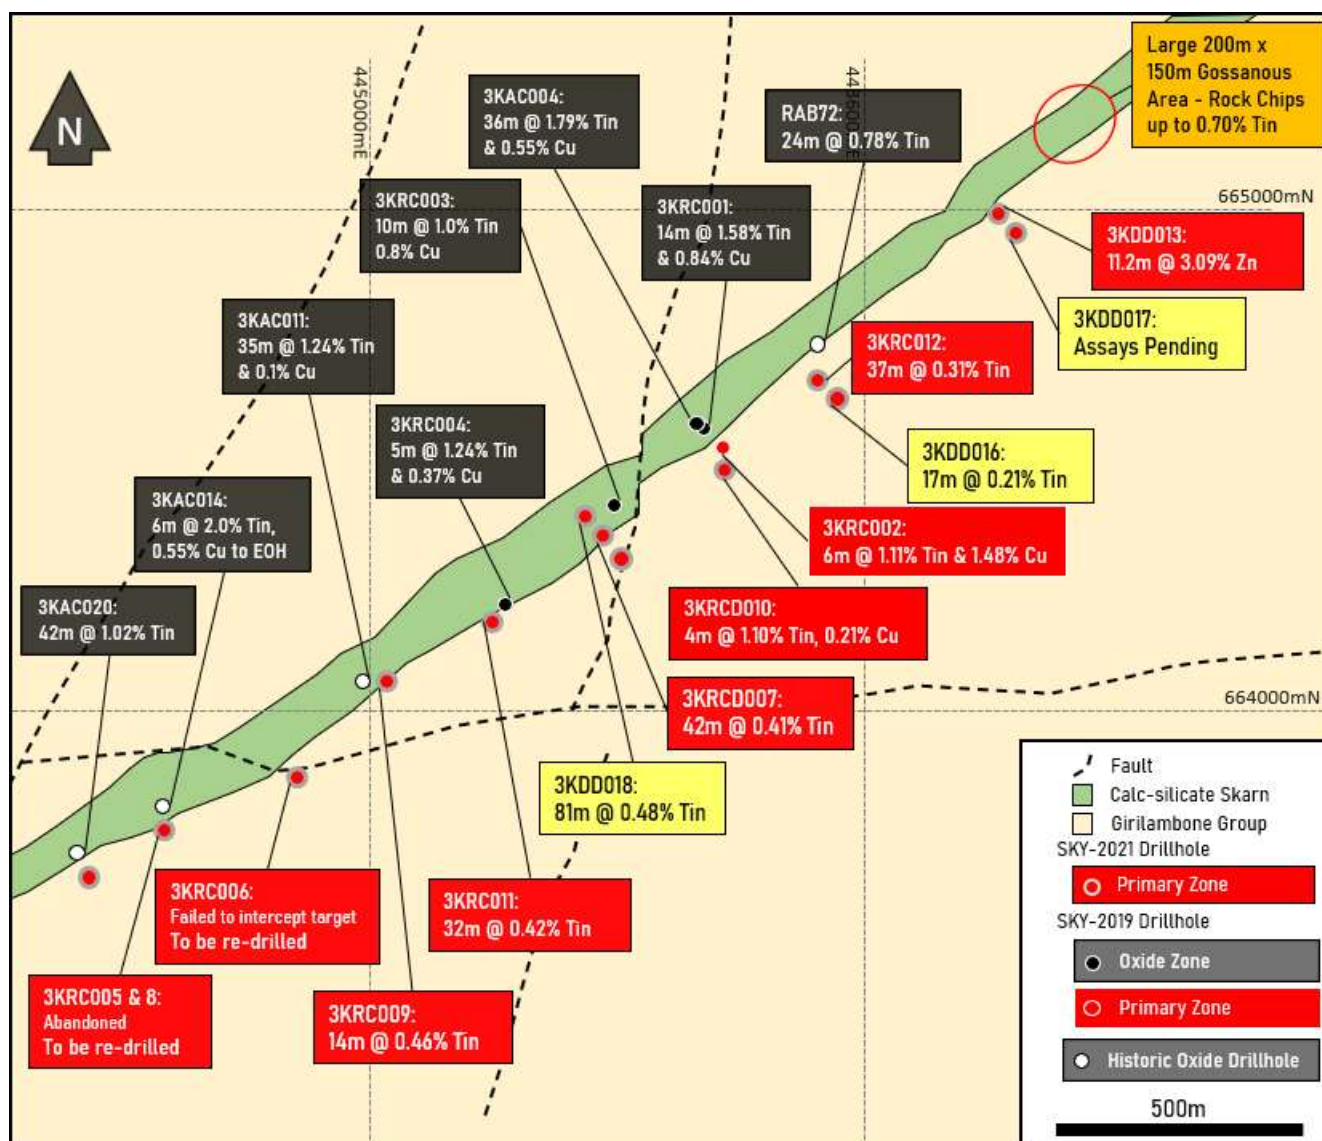 Large 200m x
150m Gossanous
Area - Rock Chips
up to 0.70% Tin
N
445000mE
3KAC004:
36m @ 1.79% Tin
& 0.55% Cu
RAB72:
24m @ 0.78% Tin
3KRC003:
10m @ 1.0% Tin
0.8% Cu
3KRC001:
14m @ 1.58% Tin
& 0.84% Cu
665000mN
3KDD013:
11.2m @ 3.09% Zn
3KAC011:
35m @ 1.24% Tin
& 0.1% Cu
3KDD017:
Assays Pending
3KRC012:
37m @ 0.31% Tin
3KRC004:
5m @ 1.24% Tin
& 0.37% Cu
3KDD016:
17m @ 0.21% Tin
3KAC014:
6m @ 2.0% Tin,
0.55% Cu to EOH
3KRC002:
6m @ 1.11% Tin & 1.48% Cu
3KAC020:
42m @ 1.02% Tin
3KRCD010:
4m @ 1.10% Tin, 0.21% Cu
3KRCD007:
42m @ 0.41% Tin
664000mN
3KDD018:
81m @ 0.48% Tin
3KRC006:
Failed to intercept target
To be re-drilled
3KRC011:
32m @ 0.42% Tin
3KRC005 & 8:
Abandoned
To be re-drilled
3KRC009:
14m @ 0.46% Tin
Fault
Calc-silicate Skarn
Girilambone Group
SKY-2021 Drillhole
Primary Zone
SKY-2019 Drillhole
Oxide Zone
Primary Zone
Historic Oxide Drillhole
500m